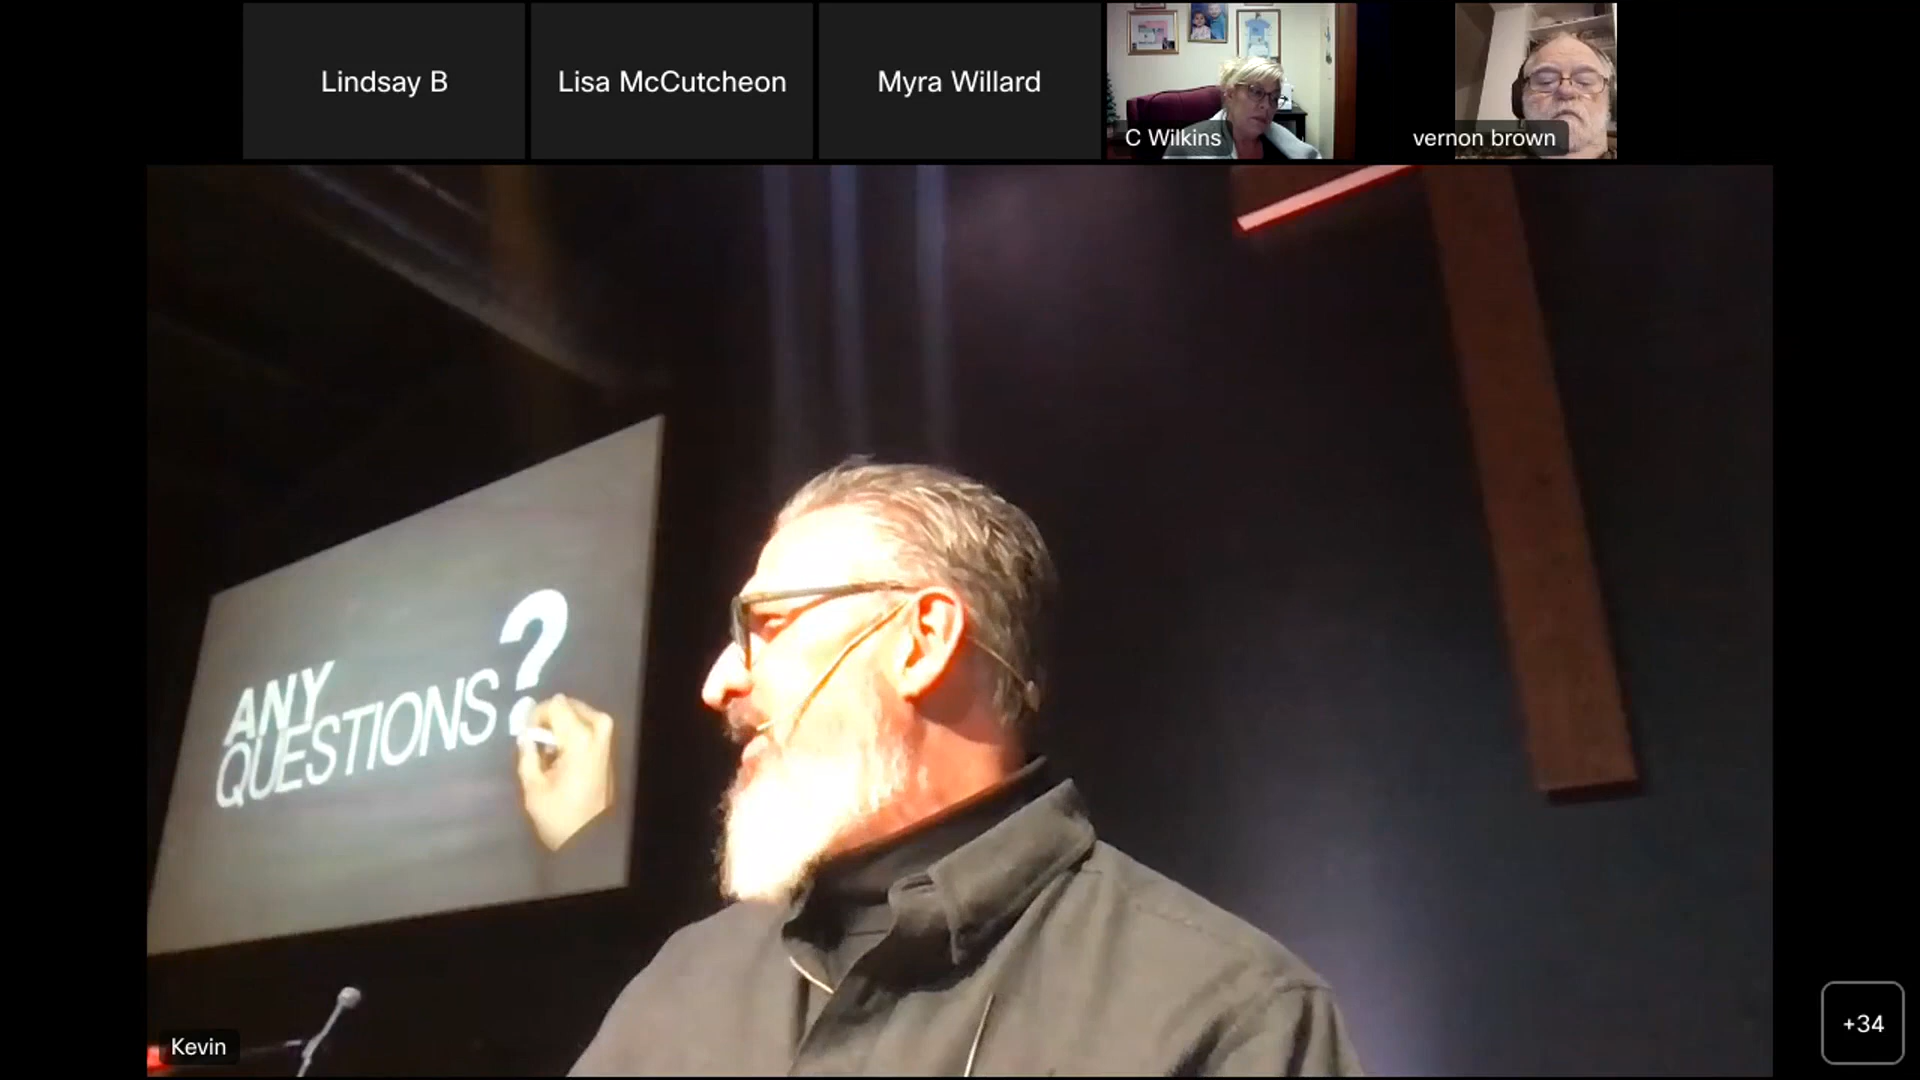 Lindsay B
Lisa McCutcheon
Myra Willard
C Wilkins
vernon brown
ANY
QUESTIONS?
Kevin
+34